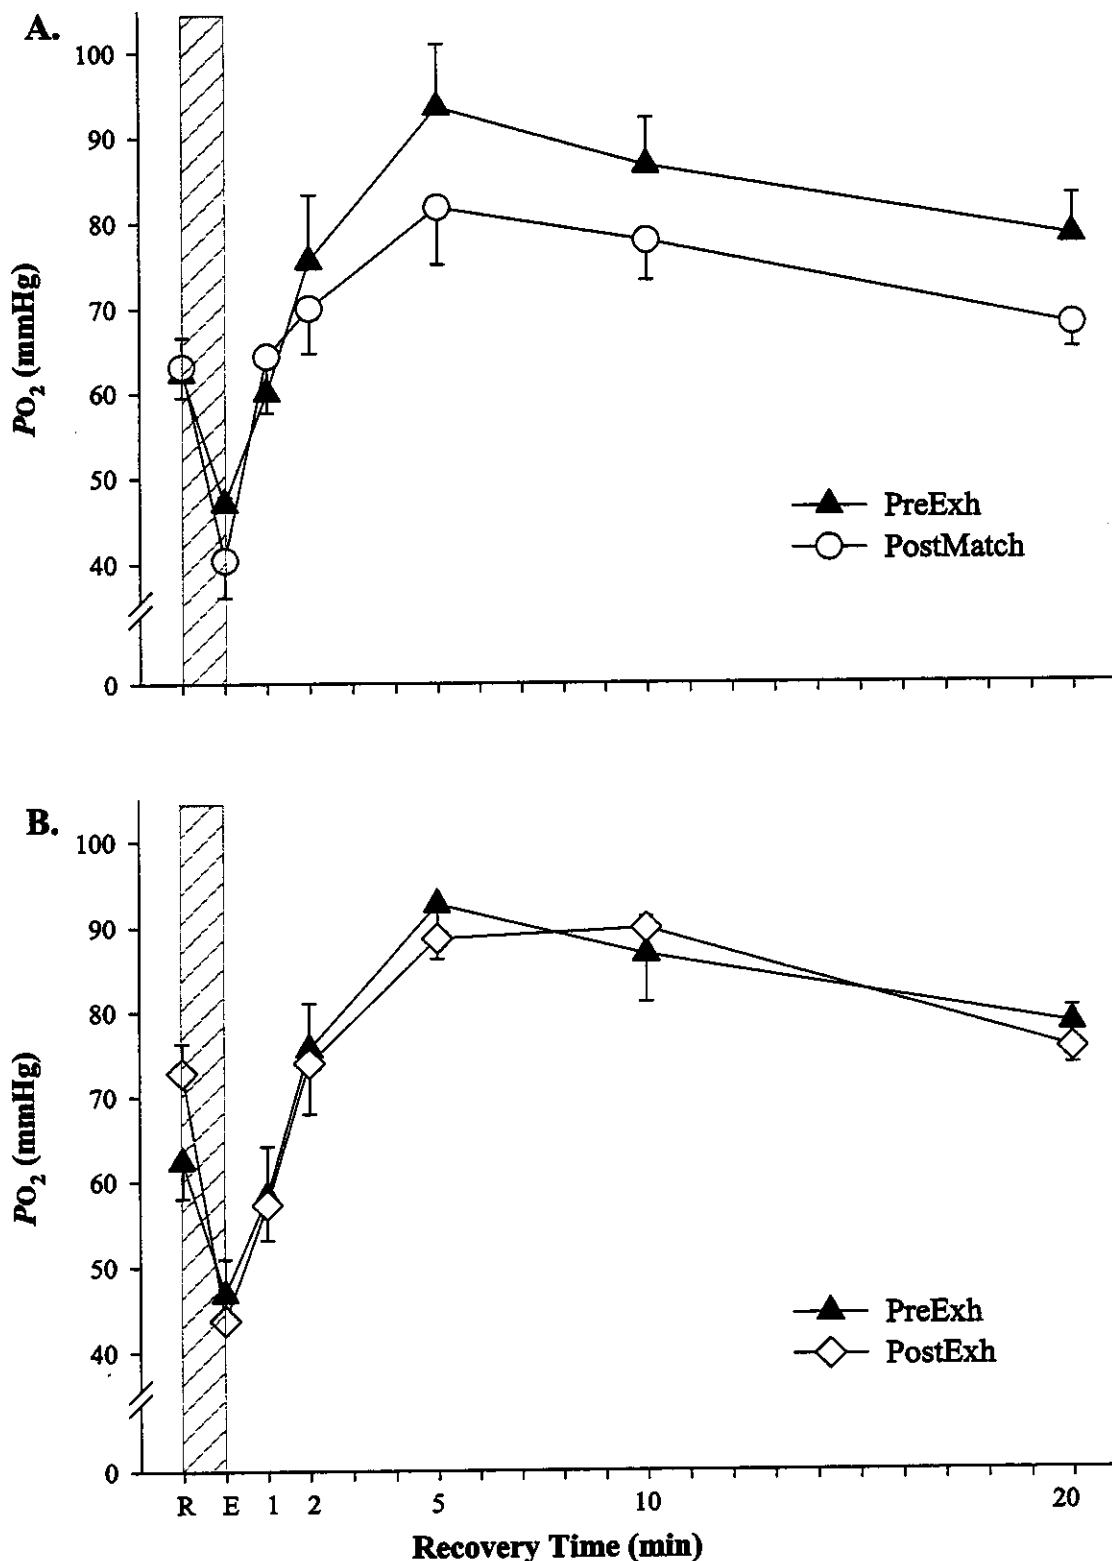 A.
100
90
80
70
60
50
40
0
PO₂ (mmHg)
PreExh
PostMatch
B.
100
90
80
70
60
50
40
0
PO₂ (mmHg)
PreExh
PostExh
R E 1 2 5 10 20
Recovery Time (min)